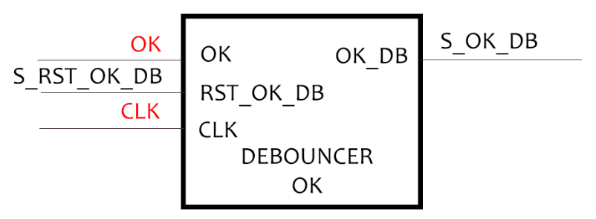 OK
OK
OK_DB
S_OK_DB
S_RST_OK_DB
RST_OK_DB
CLK
CLK
DEBOUNCER
OK